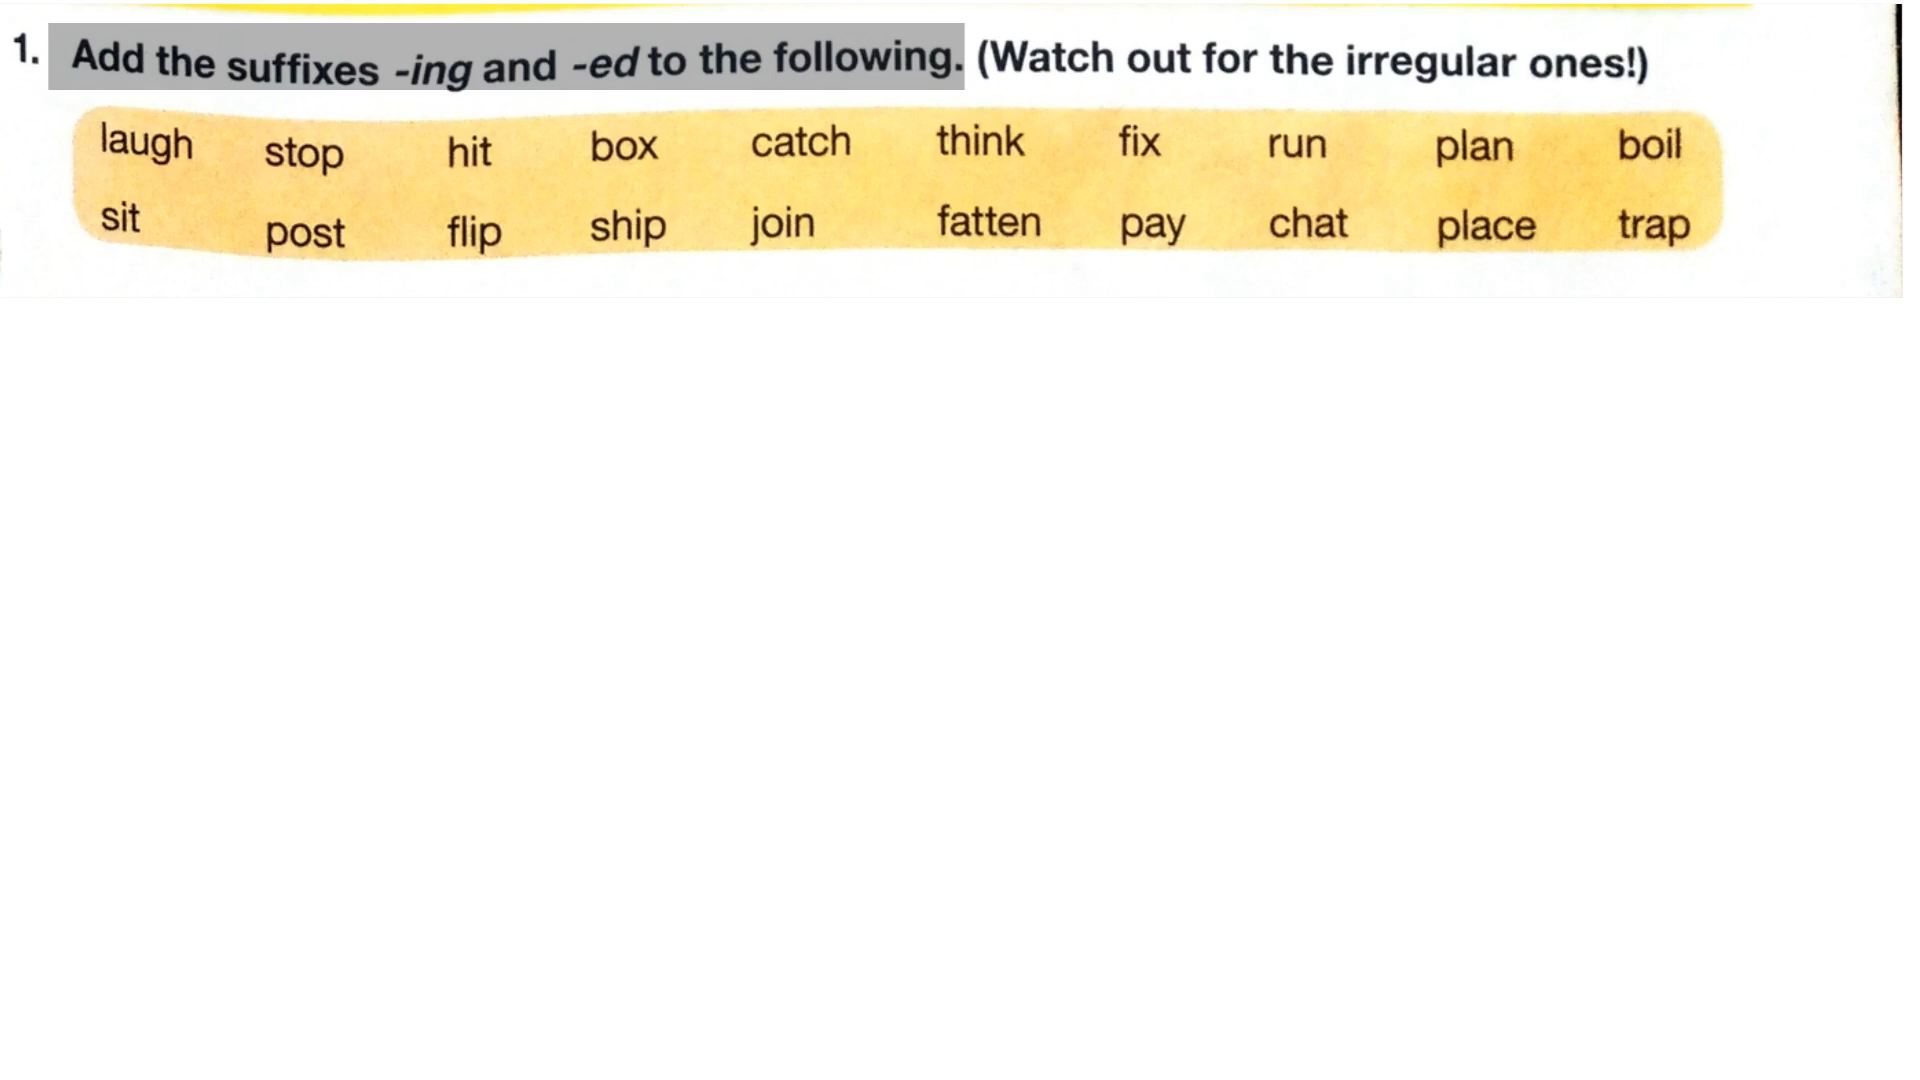 1. Add the suffixes -ing and -ed to the following. (Watch out for the irregular ones!)
laugh stop hit box catch think fix run plan boil
sit post flip ship join fatten pay chat place trap